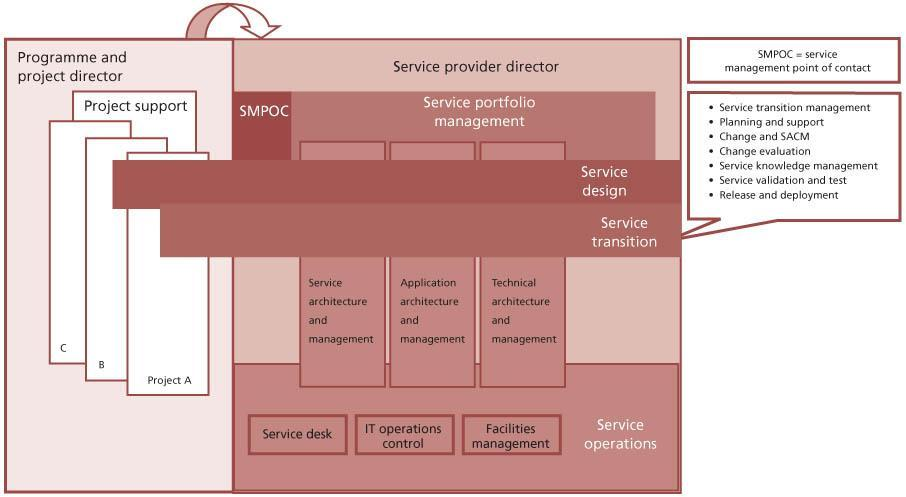 Programme and
project director
Project support
C
B
Project A
Service provider director
SMPOC
Service portfolio
management
Service
design
Service
transition
Service
architecture
and
management
Application
architecture
and
management
Technical
architecture
and
management
Service desk
IT operations
control
Facilities
management
Service
operations
SMPOC = service
management point of contact
• Service transition management
• Planning and support
• Change and SACM
• Change evaluation
• Service knowledge management
• Service validation and test
• Release and deployment